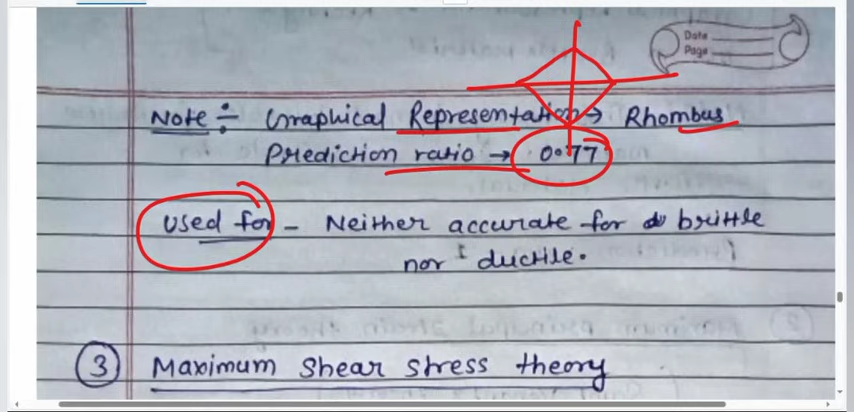 Date
Page
Note ÷ Graphical Representation → Rhombus
Prediction ratio → 0.77
Used for - Neither accurate for brittle
nor ductile.
③ Maximum shear stress theory